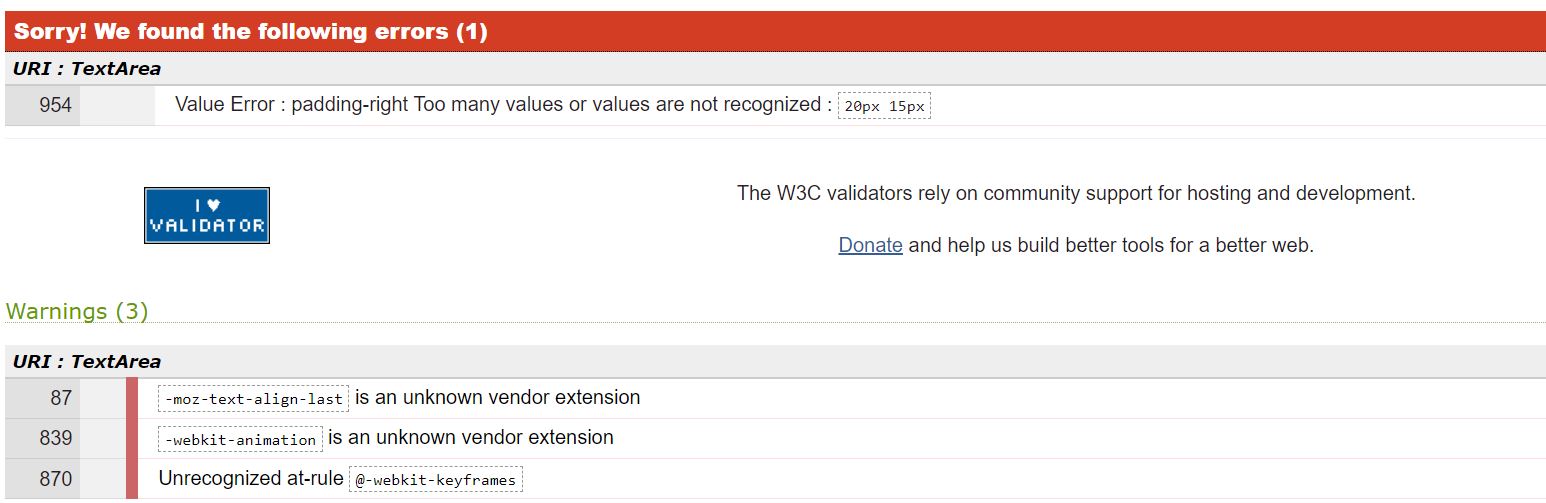 Sorry! We found the following errors (1)
URI : TextArea
954 Value Error : padding-right Too many values or values are not recognized : 20px 15px
I ♥
VALIDATOR
The W3C validators rely on community support for hosting and development.
Donate and help us build better tools for a better web.
Warnings (3)
URI : TextArea
87 -moz-text-align-last is an unknown vendor extension
839 -webkit-animation is an unknown vendor extension
870 Unrecognized at-rule @-webkit-keyframes